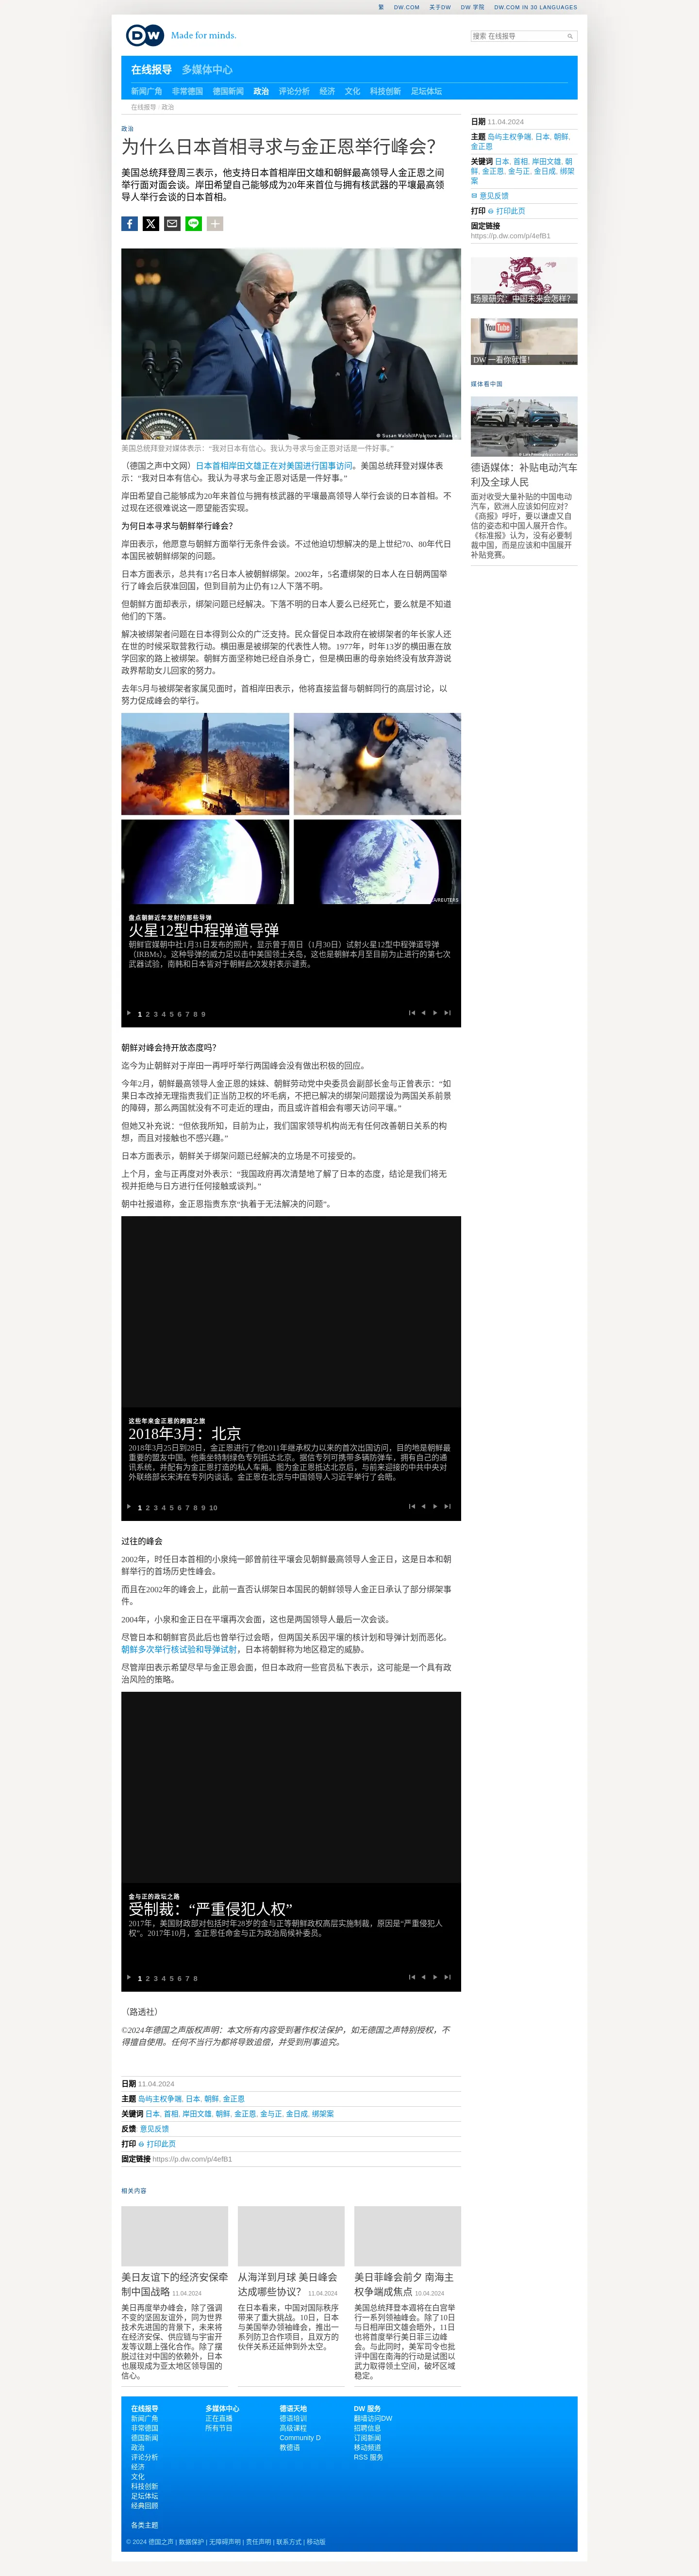 繁 DW.COM 关于DW DW 学院 DW.COM IN 30 LANGUAGES
DW Made for minds.
搜索 在线报导
在线报导 多媒体中心
新闻广角 非常德国 德国新闻 政治 评论分析 经济 文化 科技创新 足坛体坛
在线报导 / 政治
政治
为什么日本首相寻求与金正恩举行峰会？
美国总统拜登周三表示，他支持日本首相岸田文雄和朝鲜最高领导人金正恩之间
举行面对面会谈。岸田希望自己能够成为20年来首位与拥有核武器的平壤最高领
导人举行会谈的日本首相。
© Susan Walsh/AP/picture alliance
美国总统拜登对媒体表示：“我对日本有信心。我认为寻求与金正恩对话是一件好事。”
（德国之声中文网）日本首相岸田文雄正在对美国进行国事访问。美国总统拜登对媒体表
示：“我对日本有信心。我认为寻求与金正恩对话是一件好事。”
岸田希望自己能够成为20年来首位与拥有核武器的平壤最高领导人举行会谈的日本首相。不
过现在还很难说这一愿望能否实现。
为何日本寻求与朝鲜举行峰会？
岸田表示，他愿意与朝鲜方面举行无条件会谈。不过他迫切想解决的是上世纪70、80年代日
本国民被朝鲜绑架的问题。
日本方面表示，总共有17名日本人被朝鲜绑架。2002年，5名遭绑架的日本人在日朝两国举
行了峰会后获准回国，但到目前为止仍有12人下落不明。
但朝鲜方面却表示，绑架问题已经解决。下落不明的日本人要么已经死亡，要么就是不知道
他们的下落。
解决被绑架者问题在日本得到公众的广泛支持。民众督促日本政府在被绑架者的年长家人还
在世的时候采取营救行动。横田惠是被绑架的代表性人物。1977年，时年13岁的横田惠在放
学回家的路上被绑架。朝鲜方面坚称她已经自杀身亡，但是横田惠的母亲始终没有放弃游说
政界帮助女儿回家的努力。
去年5月与被绑架者家属见面时，首相岸田表示，他将直接监督与朝鲜同行的高层讨论，以
努力促成峰会的举行。
A/REUTERS
盘点朝鲜近年发射的那些导弹
火星12型中程弹道导弹
朝鲜官媒朝中社1月31日发布的照片，显示曾于周日（1月30日）试射火星12型中程弹道导弹
（IRBMs）。这种导弹的威力足以击中美国领土关岛，这也是朝鲜本月至目前为止进行的第七次
武器试验，南韩和日本皆对于朝鲜此次发射表示谴责。
1 2 3 4 5 6 7 8 9
朝鲜对峰会持开放态度吗？
迄今为止朝鲜对于岸田一再呼吁举行两国峰会没有做出积极的回应。
今年2月，朝鲜最高领导人金正恩的妹妹、朝鲜劳动党中央委员会副部长金与正曾表示：“如
果日本改掉无理指责我们正当防卫权的坏毛病，不把已解决的绑架问题摆设为两国关系前景
的障碍，那么两国就没有不可走近的理由，而且或许首相会有哪天访问平壤。”
但她又补充说：“但依我所知，目前为止，我们国家领导机构尚无有任何改善朝日关系的构
想，而且对接触也不感兴趣。”
日本方面表示，朝鲜关于绑架问题已经解决的立场是不可接受的。
上个月，金与正再度对外表示：“我国政府再次清楚地了解了日本的态度，结论是我们将无
视并拒绝与日方进行任何接触或谈判。”
朝中社报道称，金正恩指责东京“执着于无法解决的问题”。
这些年来金正恩的跨国之旅
2018年3月：北京
2018年3月25日到28日，金正恩进行了他2011年继承权力以来的首次出国访问，目的地是朝鲜最
重要的盟友中国。他乘坐特制绿色专列抵达北京。据信专列可携带多辆防弹车，拥有自己的通
讯系统，并配有为金正恩打造的私人车厢。图为金正恩抵达北京后，与前来迎接的中共中央对
外联络部长宋涛在专列内谈话。金正恩在北京与中国领导人习近平举行了会晤。
1 2 3 4 5 6 7 8 9 10
过往的峰会
2002年，时任日本首相的小泉纯一郎曾前往平壤会见朝鲜最高领导人金正日，这是日本和朝
鲜举行的首场历史性峰会。
而且在2002年的峰会上，此前一直否认绑架日本国民的朝鲜领导人金正日承认了部分绑架事
件。
2004年，小泉和金正日在平壤再次会面，这也是两国领导人最后一次会谈。
尽管日本和朝鲜官员此后也曾举行过会晤，但两国关系因平壤的核计划和导弹计划而恶化。
朝鲜多次举行核试验和导弹试射，日本将朝鲜称为地区稳定的威胁。
尽管岸田表示希望尽早与金正恩会面，但日本政府一些官员私下表示，这可能是一个具有政
治风险的策略。
金与正的政坛之路
受制裁：“严重侵犯人权”
2017年，美国财政部对包括时年28岁的金与正等朝鲜政权高层实施制裁，原因是“严重侵犯人
权”。2017年10月，金正恩任命金与正为政治局候补委员。
1 2 3 4 5 6 7 8
（路透社）
©2024年德国之声版权声明：本文所有内容受到著作权法保护，如无德国之声特别授权，不
得擅自使用。任何不当行为都将导致追偿，并受到刑事追究。
日期 11.04.2024
主题 岛屿主权争端, 日本, 朝鲜, 金正恩
关键词 日本, 首相, 岸田文雄, 朝鲜, 金正恩, 金与正, 金日成, 绑架案
反馈: 意见反馈
打印 打印此页
固定链接 https://p.dw.com/p/4efB1
相关内容
美日友谊下的经济安保牵
制中国战略 11.04.2024
美日再度举办峰会，除了强调
不变的坚固友谊外，同为世界
技术先进国的背景下，未来将
在经济安保、供应链与宇宙开
发等议题上强化合作。除了摆
脱过往对中国的依赖外，日本
也展现成为亚太地区领导国的
信心。
从海洋到月球 美日峰会
达成哪些协议？ 11.04.2024
在日本看来，中国对国际秩序
带来了重大挑战。10日，日本
与美国举办领袖峰会，推出一
系列防卫合作项目，且双方的
伙伴关系还延伸到外太空。
美日菲峰会前夕 南海主
权争端成焦点 10.04.2024
美国总统拜登本週将在白宫举
行一系列领袖峰会。除了10日
与日相岸田文雄会晤外，11日
也将首度举行美日菲三边峰
会。与此同时，美军司令也批
评中国在南海的行动是试图以
武力取得领土空间，破坏区域
稳定。
日期 11.04.2024
主题 岛屿主权争端, 日本, 朝鲜,
金正恩
关键词 日本, 首相, 岸田文雄, 朝
鲜, 金正恩, 金与正, 金日成, 绑架
案
意见反馈
打印 打印此页
固定链接
https://p.dw.com/p/4efB1
场景研究：中国未来会怎样？
YouTube
DW 一看你就懂！
媒体看中国
德语媒体：补贴电动汽车
利及全球人民
面对收受大量补贴的中国电动
汽车，欧洲人应该如何应对？
《商报》呼吁，要以谦虚又自
信的姿态和中国人展开合作。
《标准报》认为，没有必要制
裁中国，而是应该和中国展开
补贴竞赛。
在线报导
新闻广角
非常德国
德国新闻
政治
评论分析
经济
文化
科技创新
足坛体坛
经典回顾
各类主题
多媒体中心
正在直播
所有节目
德语天地
德语培训
高级课程
Community D
教德语
DW 服务
翻墙访问DW
招聘信息
订阅新闻
移动频道
RSS 服务
© 2024 德国之声 | 数据保护 | 无障碍声明 | 责任声明 | 联系方式 | 移动版